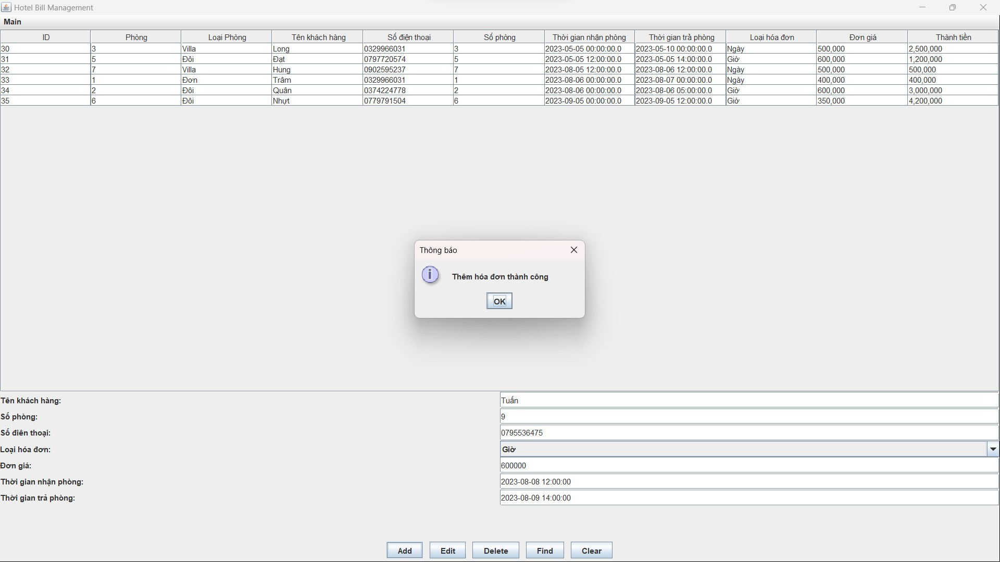 Hotel Bill Management
Main
ID Phòng Loại Phòng Tên khách hàng Số điện thoại Số phòng Thời gian nhận phòng Thời gian trả phòng Loại hóa đơn Đơn giá Thành tiền
30 3 Villa Long 0329966031 3 2023-05-05 00:00:00.0 2023-05-10 00:00:00.0 Ngày 500,000 2,500,000
31 5 Đôi Đạt 0797720574 5 2023-05-05 12:00:00.0 2023-05-05 14:00:00.0 Giờ 600,000 1,200,000
32 7 Villa Hung 0902595237 7 2023-08-05 12:00:00.0 2023-08-06 12:00:00.0 Ngày 500,000 500,000
33 1 Đơn Trâm 0329966031 1 2023-08-06 00:00:00.0 2023-08-07 00:00:00.0 Ngày 400,000 400,000
34 2 Đôi Quân 0374224778 2 2023-08-06 00:00:00.0 2023-08-06 05:00:00.0 Giờ 600,000 3,000,000
35 6 Đôi Nhựt 0779791504 6 2023-09-05 00:00:00.0 2023-09-05 12:00:00.0 Giờ 350,000 4,200,000
Thông báo
Thêm hóa đơn thành công
OK
Tên khách hàng: Tuấn
Số phòng: 9
Số điên thoại: 0795536475
Loại hóa đơn: Giờ
Đơn giá: 600000
Thời gian nhận phòng: 2023-08-08 12:00:00
Thời gian trả phòng: 2023-08-09 14:00:00
Add Edit Delete Find Clear